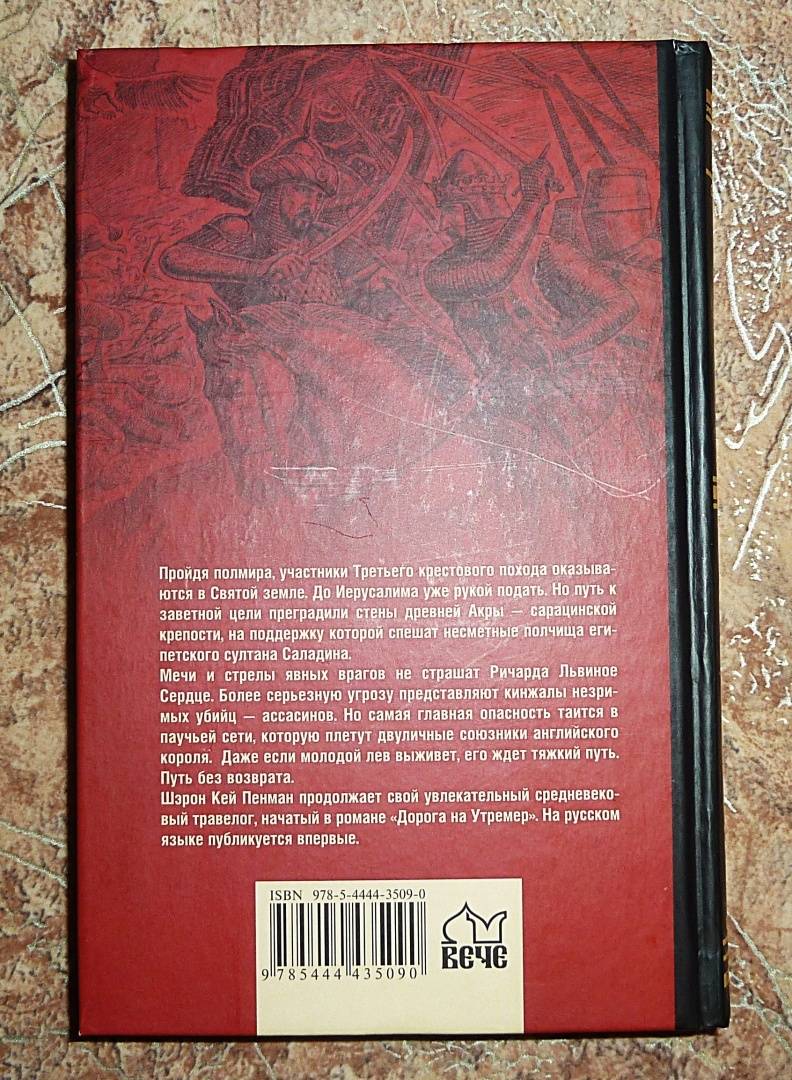 Пройдя полмира, участники Третьего крестового похода оказыва-
ются в Святой земле. До Иерусалима уже рукой подать. Но путь к
заветной цели преградили стены древней Акры — сарацинской
крепости, на поддержку которой спешат несметные полчища еги-
петского султана Саладина.
Мечи и стрелы явных врагов не страшат Ричарда Львиное
Сердце. Более серьезную угрозу представляют кинжалы незри-
мых убийц — ассасинов. Но самая главная опасность таится в
паучьей сети, которую плетут двуличные союзники английского
короля. Даже если молодой лев выживет, его ждет тяжкий путь.
Путь без возврата.
Шэрон Кей Пенман продолжает свой увлекательный средневеко-
вый травелог, начатый в романе «Дорога на Утремер». На русском
языке публикуется впервые.
ISBN 978-5-4444-3509-0
9 785444 435090
ВЕЧЕ